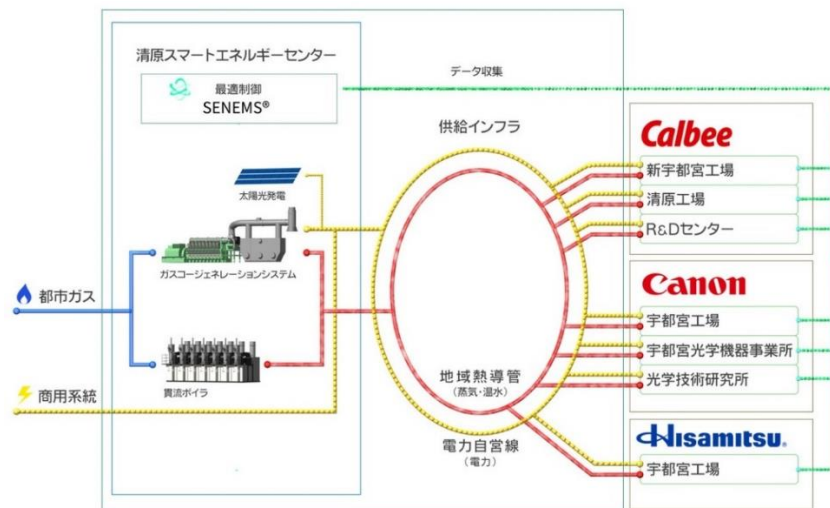 清原スマートエネルギーセンター
最適制御
SENEMS®
データ収集
供給インフラ
太陽光発電
ガスコージェネレーションシステム
都市ガス
貫流ボイラ
商用系統
地域熱導管
(蒸気・温水)
電力自営線
(電力)
Calbee
新宇都宮工場
清原工場
R&Dセンター
Canon
宇都宮工場
宇都宮光学機器事業所
光学技術研究所
Hisamitsu.
宇都宮工場